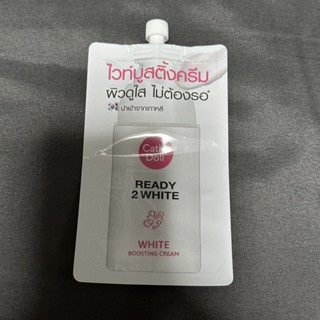 ไวท์บูสติ้งครีม
ผิวดูใส ไม่ต้องรอ*
นำเข้าจากเกาหลี
Cathy
Doll
READY
2 WHITE
WHITE
BOOSTING CREAM